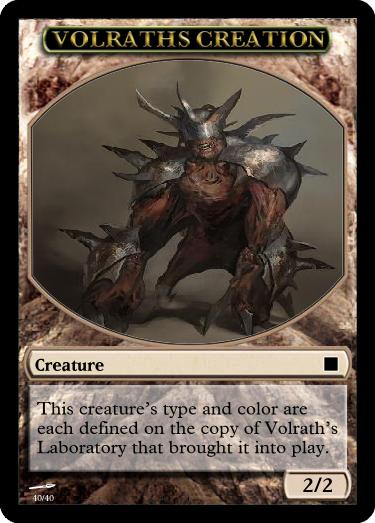 VOLRATHS CREATION
Creature
This creature's type and color are
each defined on the copy of Volrath's
Laboratory that brought it into play.
2/2
40/40